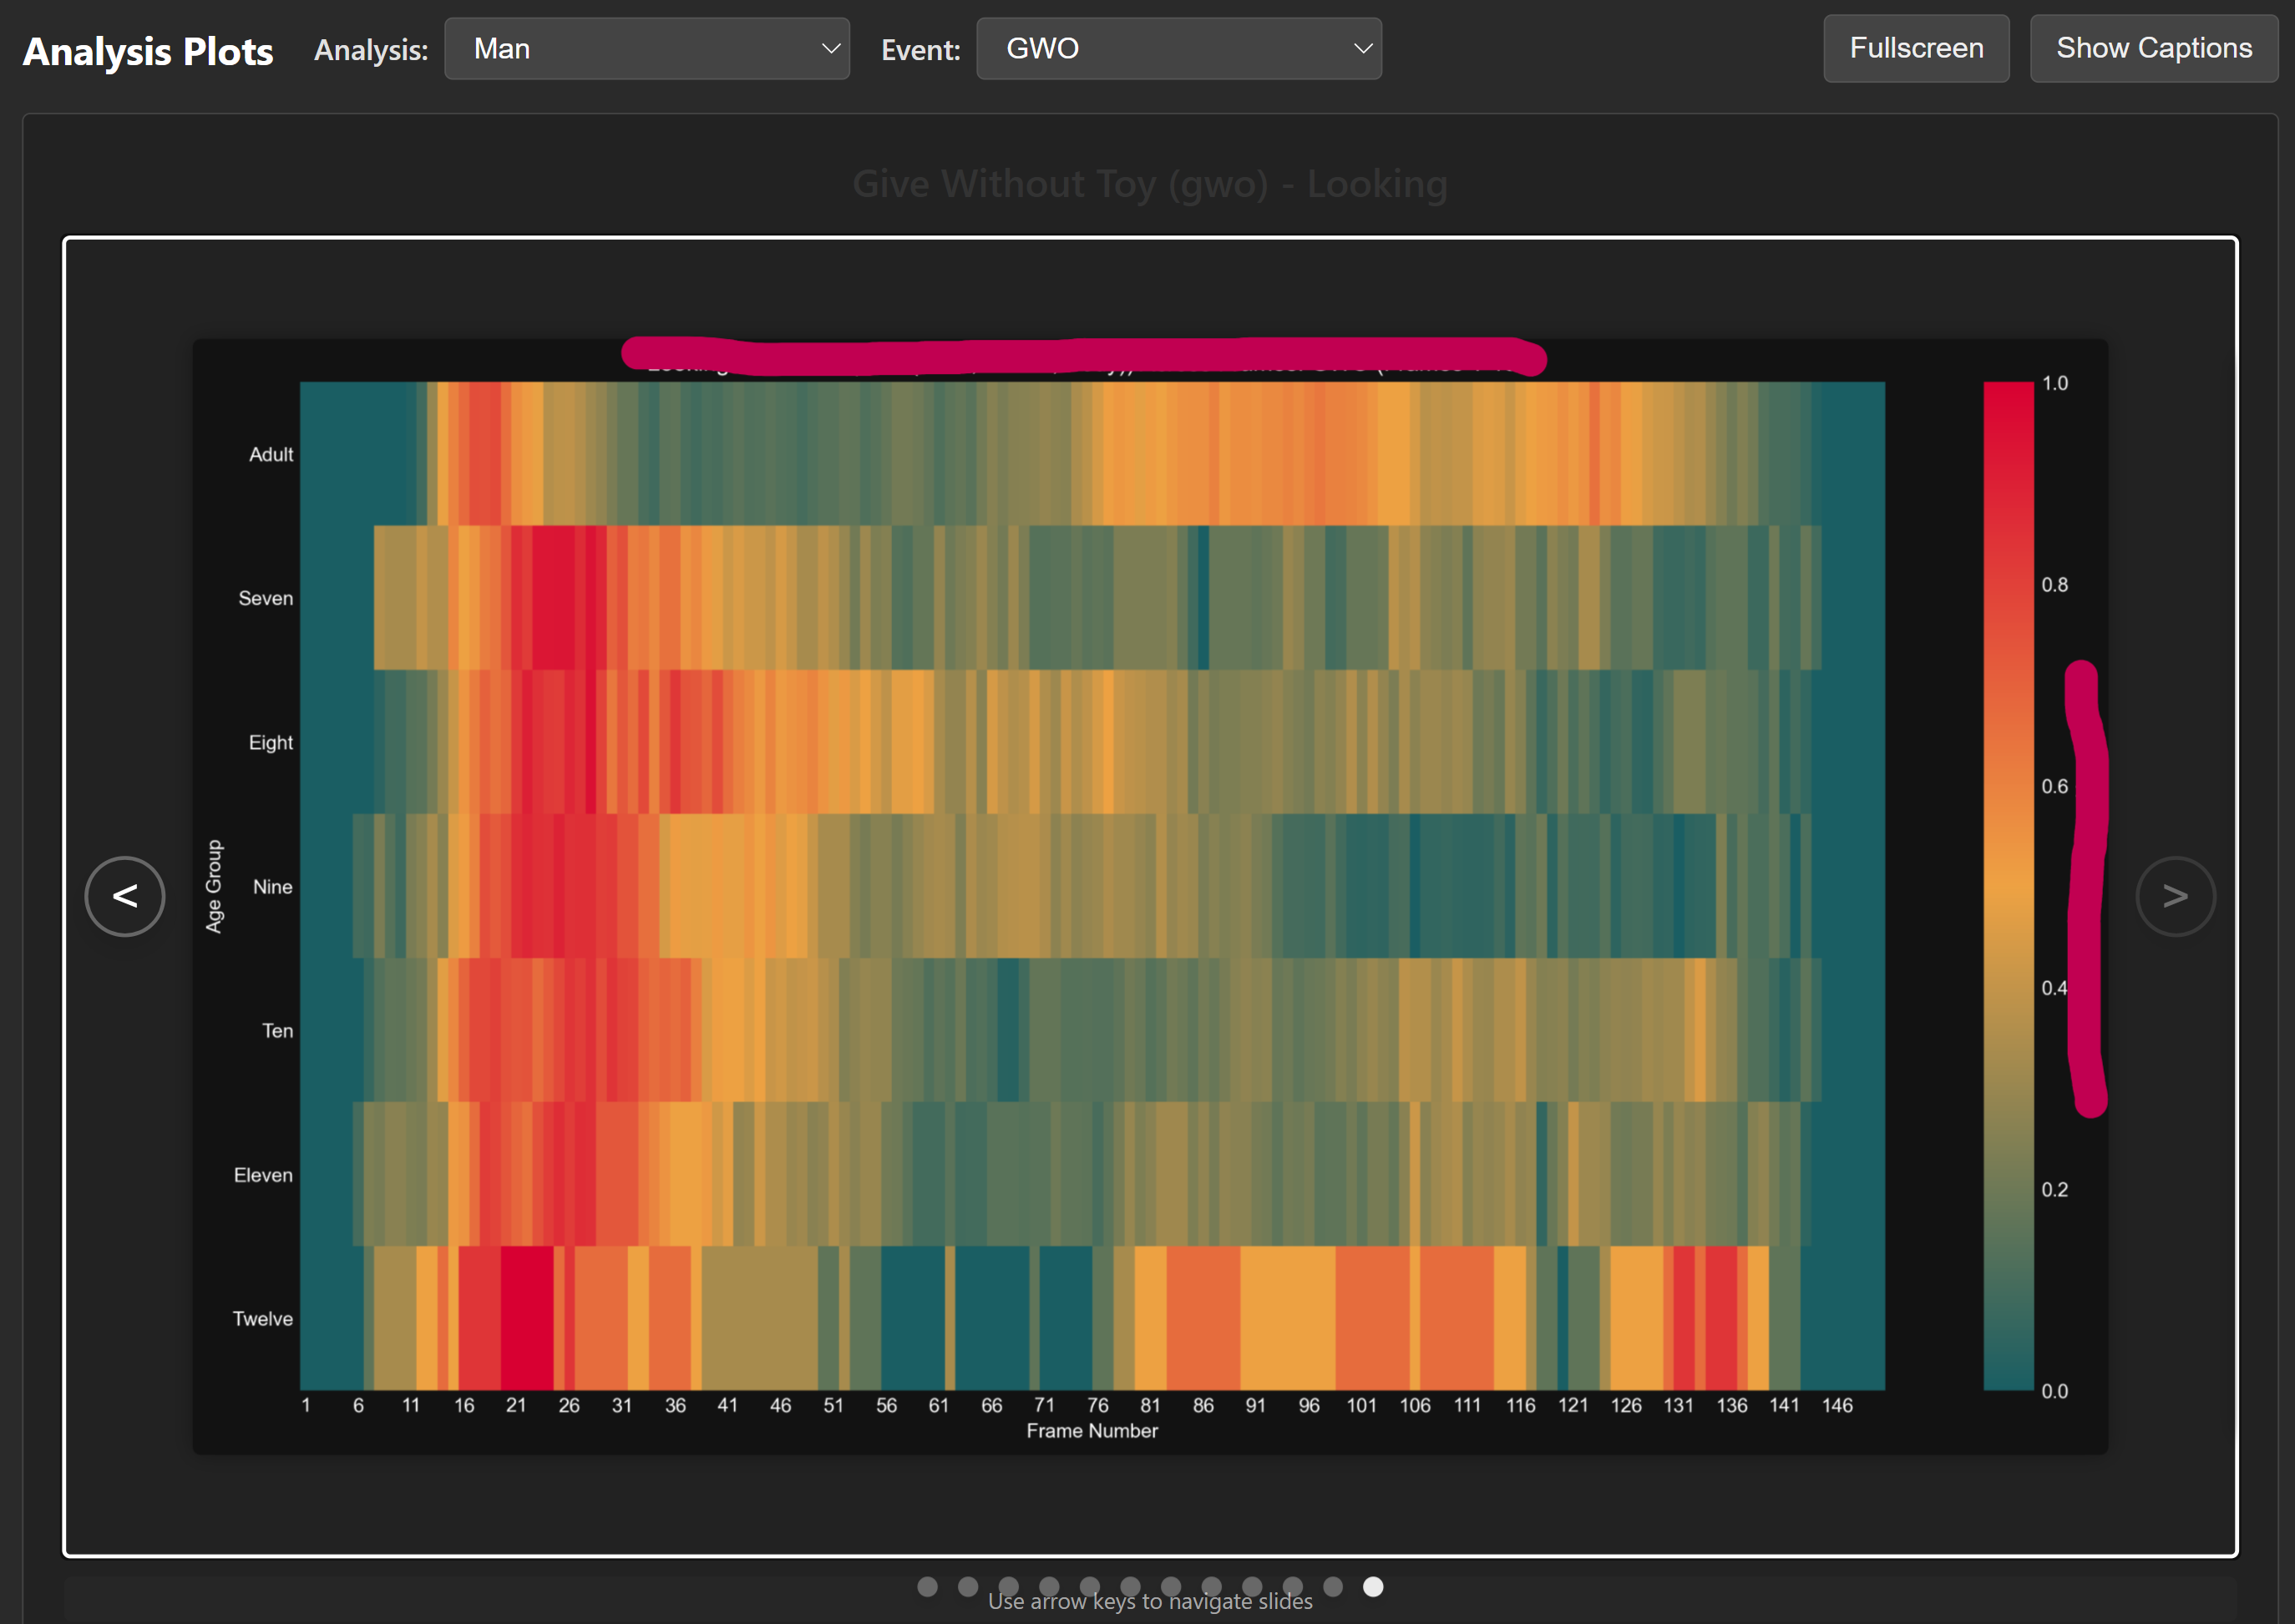 Analysis Plots Analysis: Man Event: GWO Fullscreen Show Captions
Give Without Toy (gwo) - Looking
1.0
Adult
0.8
Seven
0.6
Eight
Age Group
<
>
Nine
0.4
Ten
Eleven
0.2
Twelve
0.0
1 6 11 16 21 26 31 36 41 46 51 56 61 66 71 76 81 86 91 96 101 106 111 116 121 126 131 136 141 146
Frame Number
Use arrow keys to navigate slides